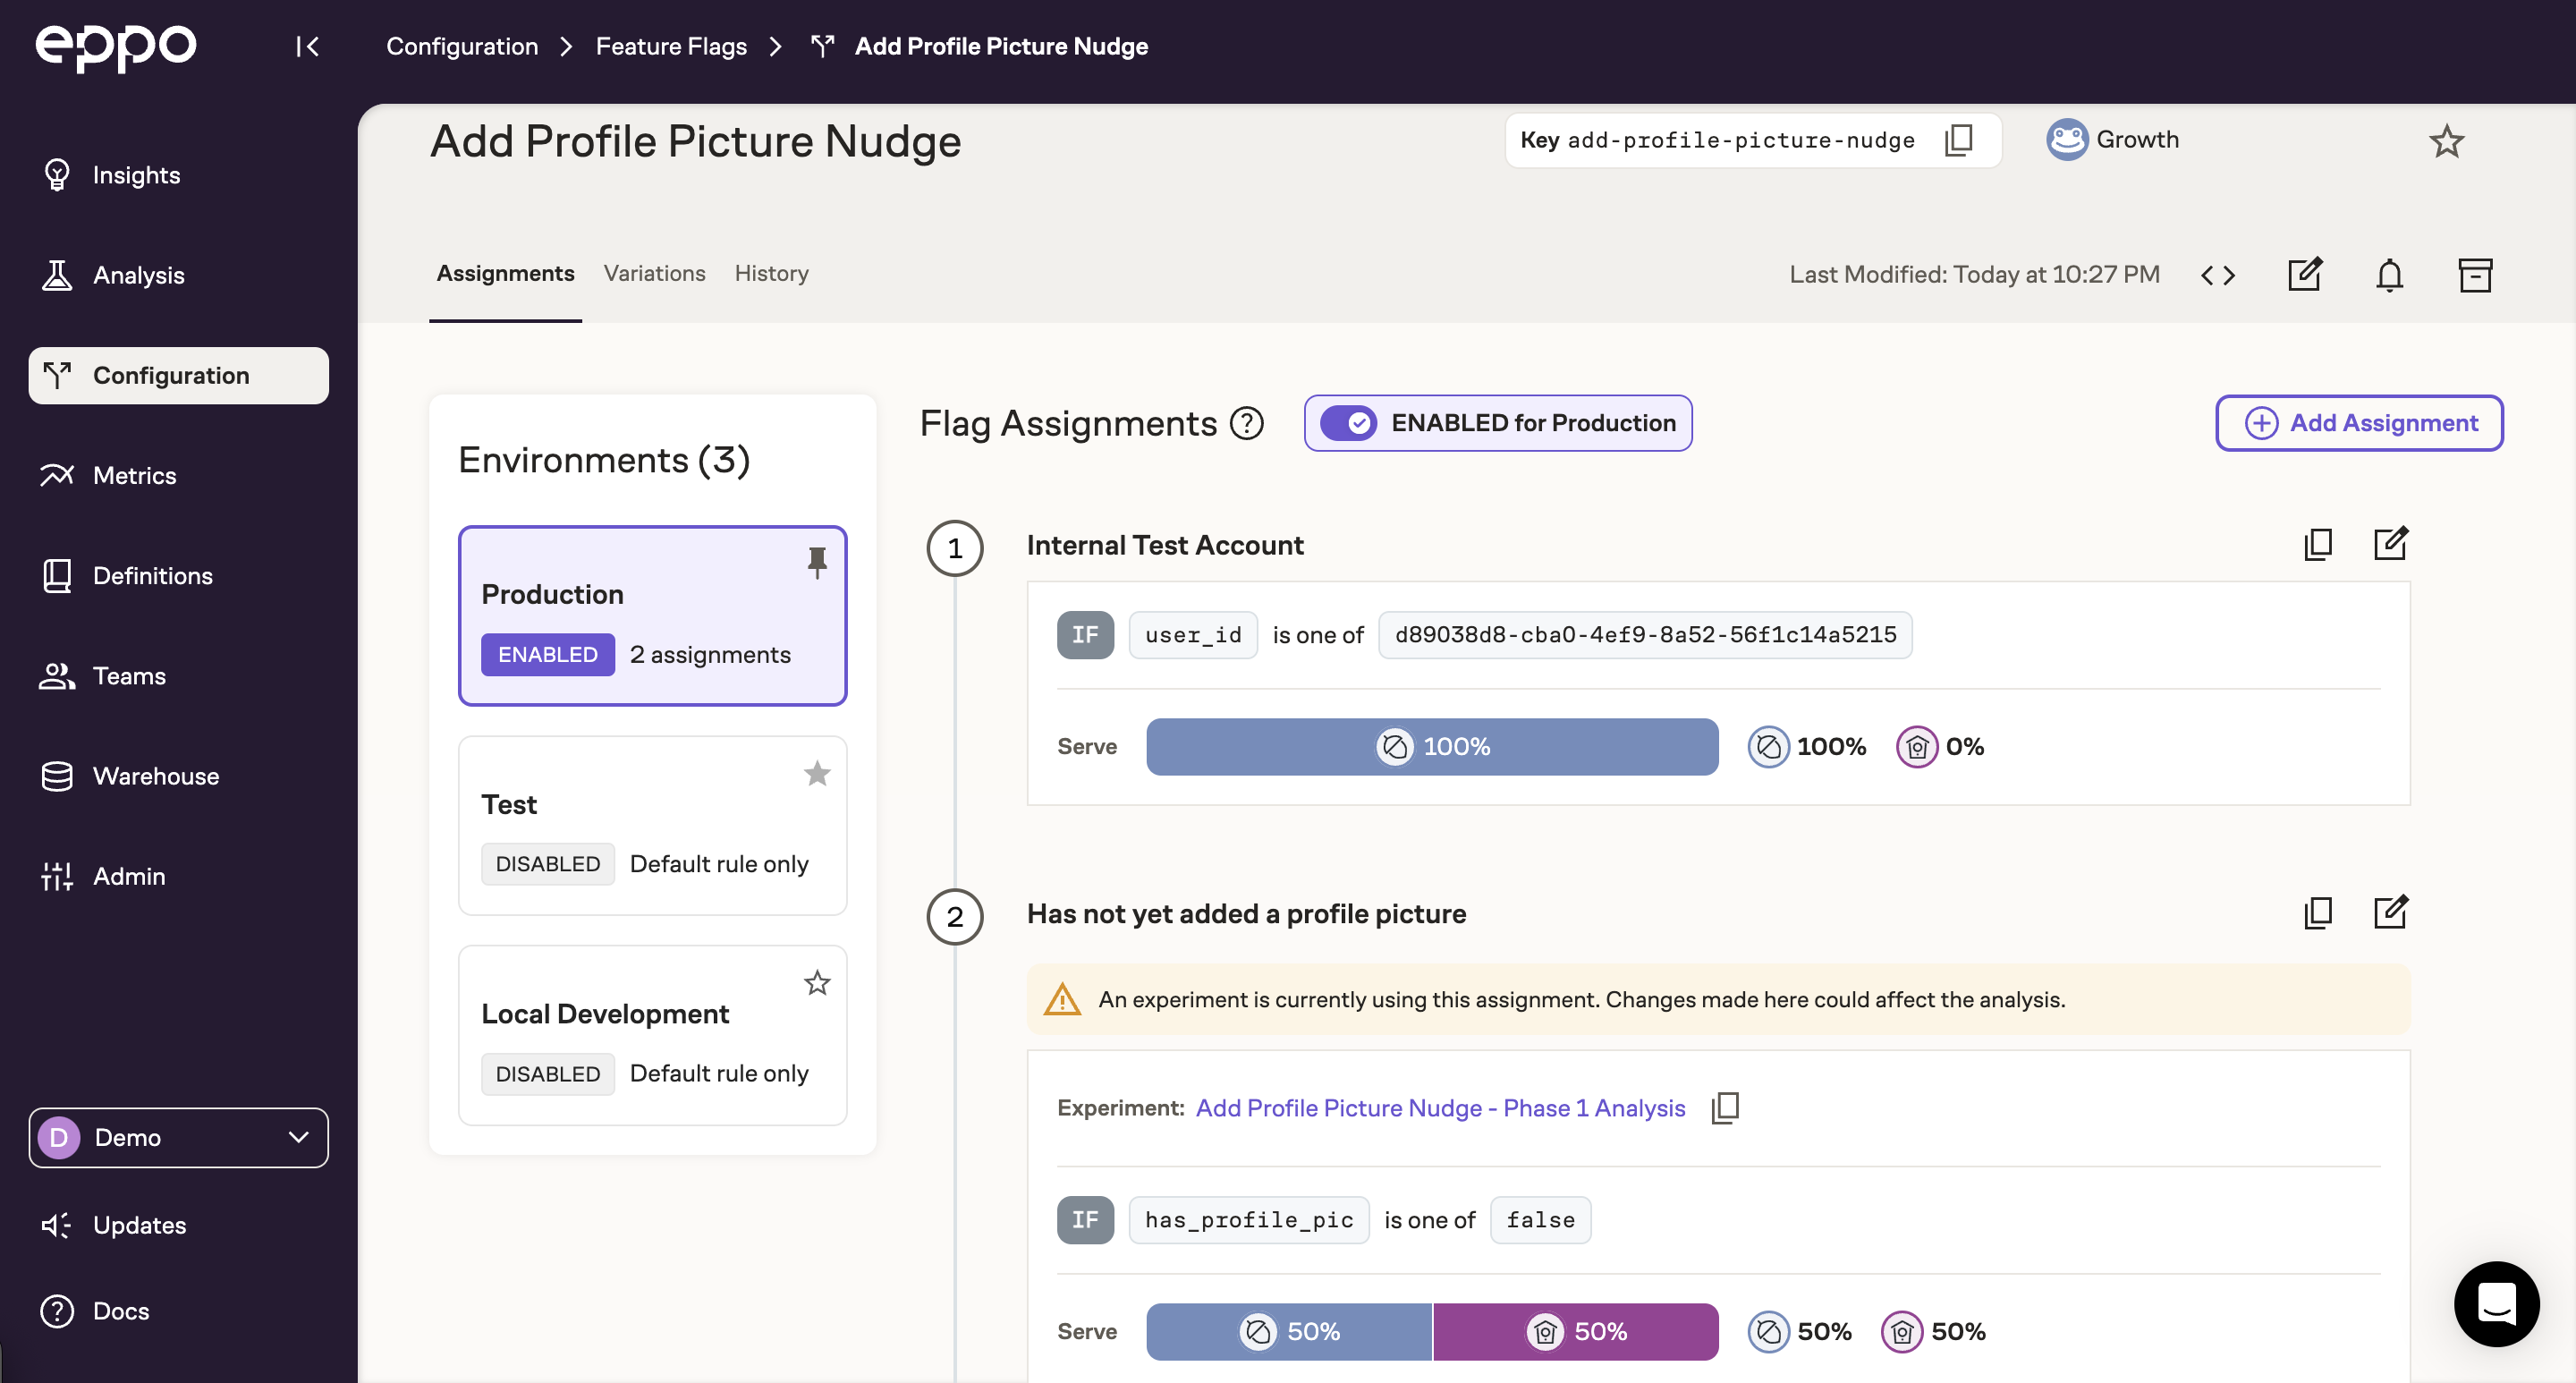 eppo
Configuration > Feature Flags > Add Profile Picture Nudge
Insights
Analysis
Configuration
Metrics
Definitions
Teams
Warehouse
Admin
D Demo
Updates
Docs
Add Profile Picture Nudge
Key add-profile-picture-nudge
Growth
Assignments Variations History
Last Modified: Today at 10:27 PM
Environments (3)
Production
ENABLED 2 assignments
Test
DISABLED Default rule only
Local Development
DISABLED Default rule only
Flag Assignments ? ENABLED for Production
Add Assignment
1 Internal Test Account
IF user_id is one of d89038d8-cba0-4ef9-8a52-56f1c14a5215
Serve 100% 100% 0%
2 Has not yet added a profile picture
An experiment is currently using this assignment. Changes made here could affect the analysis.
Experiment: Add Profile Picture Nudge - Phase 1 Analysis
IF has_profile_pic is one of false
Serve 50% 50% 50% 50%